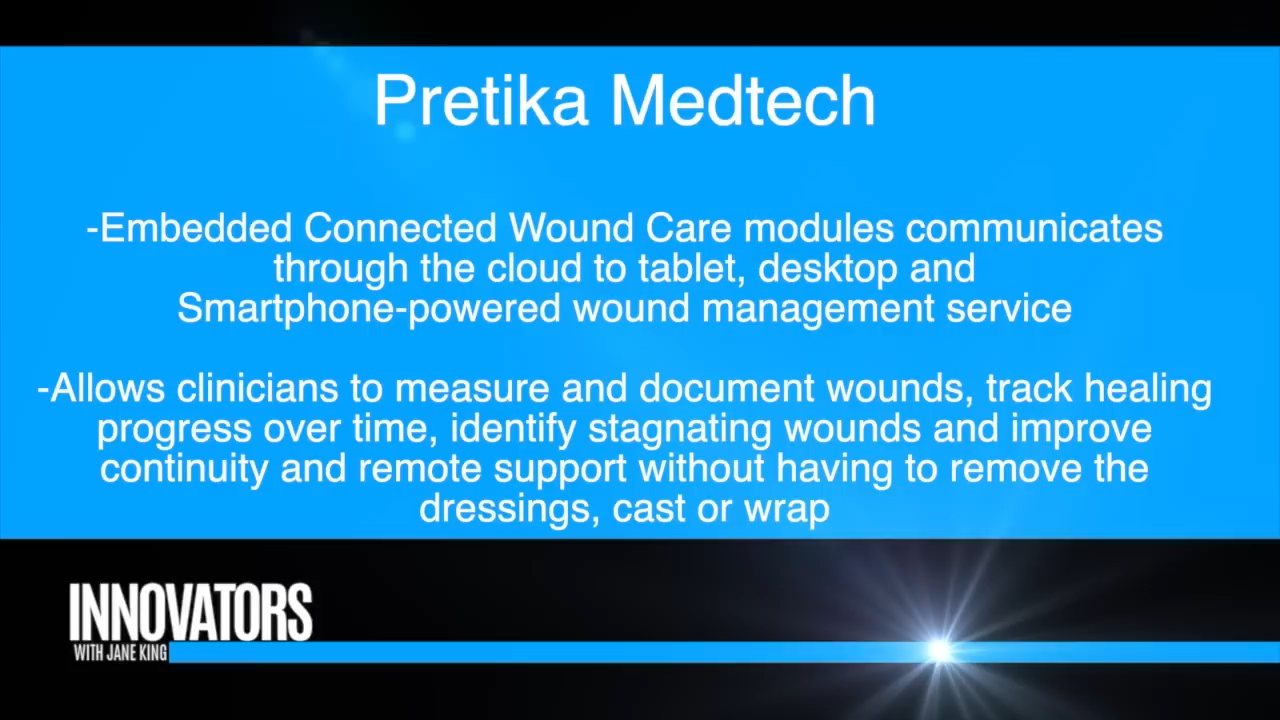 Pretika Medtech
-Embedded Connected Wound Care modules communicates
through the cloud to tablet, desktop and
Smartphone-powered wound management service
-Allows clinicians to measure and document wounds, track healing
progress over time, identify stagnating wounds and improve
continuity and remote support without having to remove the
dressings, cast or wrap
INNOVATORS
WITH JANE KING